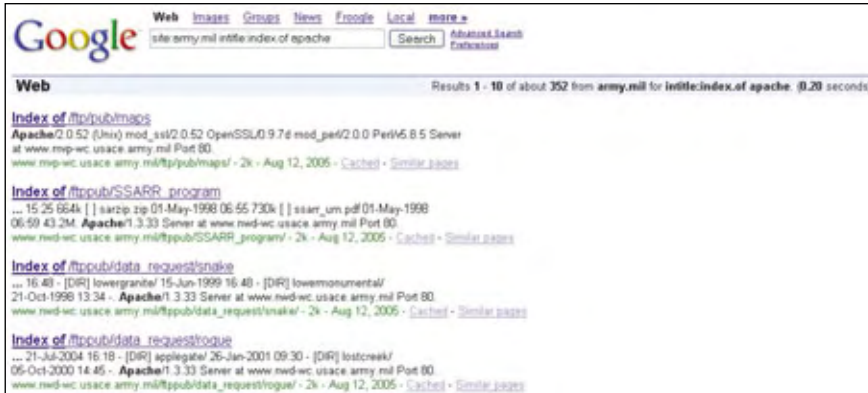 Google
Web Images Groups News Froogle Local more »
site:army.mil intitle:index.of apache Search Advanced Search
Preferences
Web Results 1 - 10 of about 352 from army.mil for intitle:index.of apache. (0.20 seconds
Index of /ftp/pub/maps
Apache/2.0.52 (Unix) mod_ssl/2.0.52 OpenSSL/0.9.7d mod_perl/2.0.0 Perl/v5.8.5 Server
at www.mvp-wc.usace.army.mil Port 80.
www.mvp-wc.usace.army.mil/ftp/pub/maps/ - 2k - Aug 12, 2005 - Cached - Similar pages
Index of /ftppub/SSARR_program
... 15:25 664k [ ] sarzip.zip 01-May-1998 06:55 730k [ ] ssarr_um.pdf 01-May-1998
06:59 43.2M. Apache/1.3.33 Server at www.nwd-wc.usace.army.mil Port 80.
www.nwd-wc.usace.army.mil/ftppub/SSARR_program/ - 2k - Aug 12, 2005 - Cached - Similar pages
Index of /ftppub/data_request/snake
... 16:48 - [DIR] lowergranite/ 15-Jun-1999 16:48 - [DIR] lowermonumental/
21-Oct-1998 13:34 -. Apache/1.3.33 Server at www.nwd-wc.usace.army.mil Port 80.
www.nwd-wc.usace.army.mil/ftppub/data_request/snake/ - 2k - Aug 12, 2005 - Cached - Similar pages
Index of /ftppub/data_request/rogue
... 21-Jul-2004 16:18 - [DIR] applegate/ 26-Jan-2001 09:30 - [DIR] lostcreek/
05-Oct-2000 14:45 -. Apache/1.3.33 Server at www.nwd-wc.usace.army.mil Port 80.
www.nwd-wc.usace.army.mil/ftppub/data_request/rogue/ - 2k - Aug 12, 2005 - Cached - Similar pages